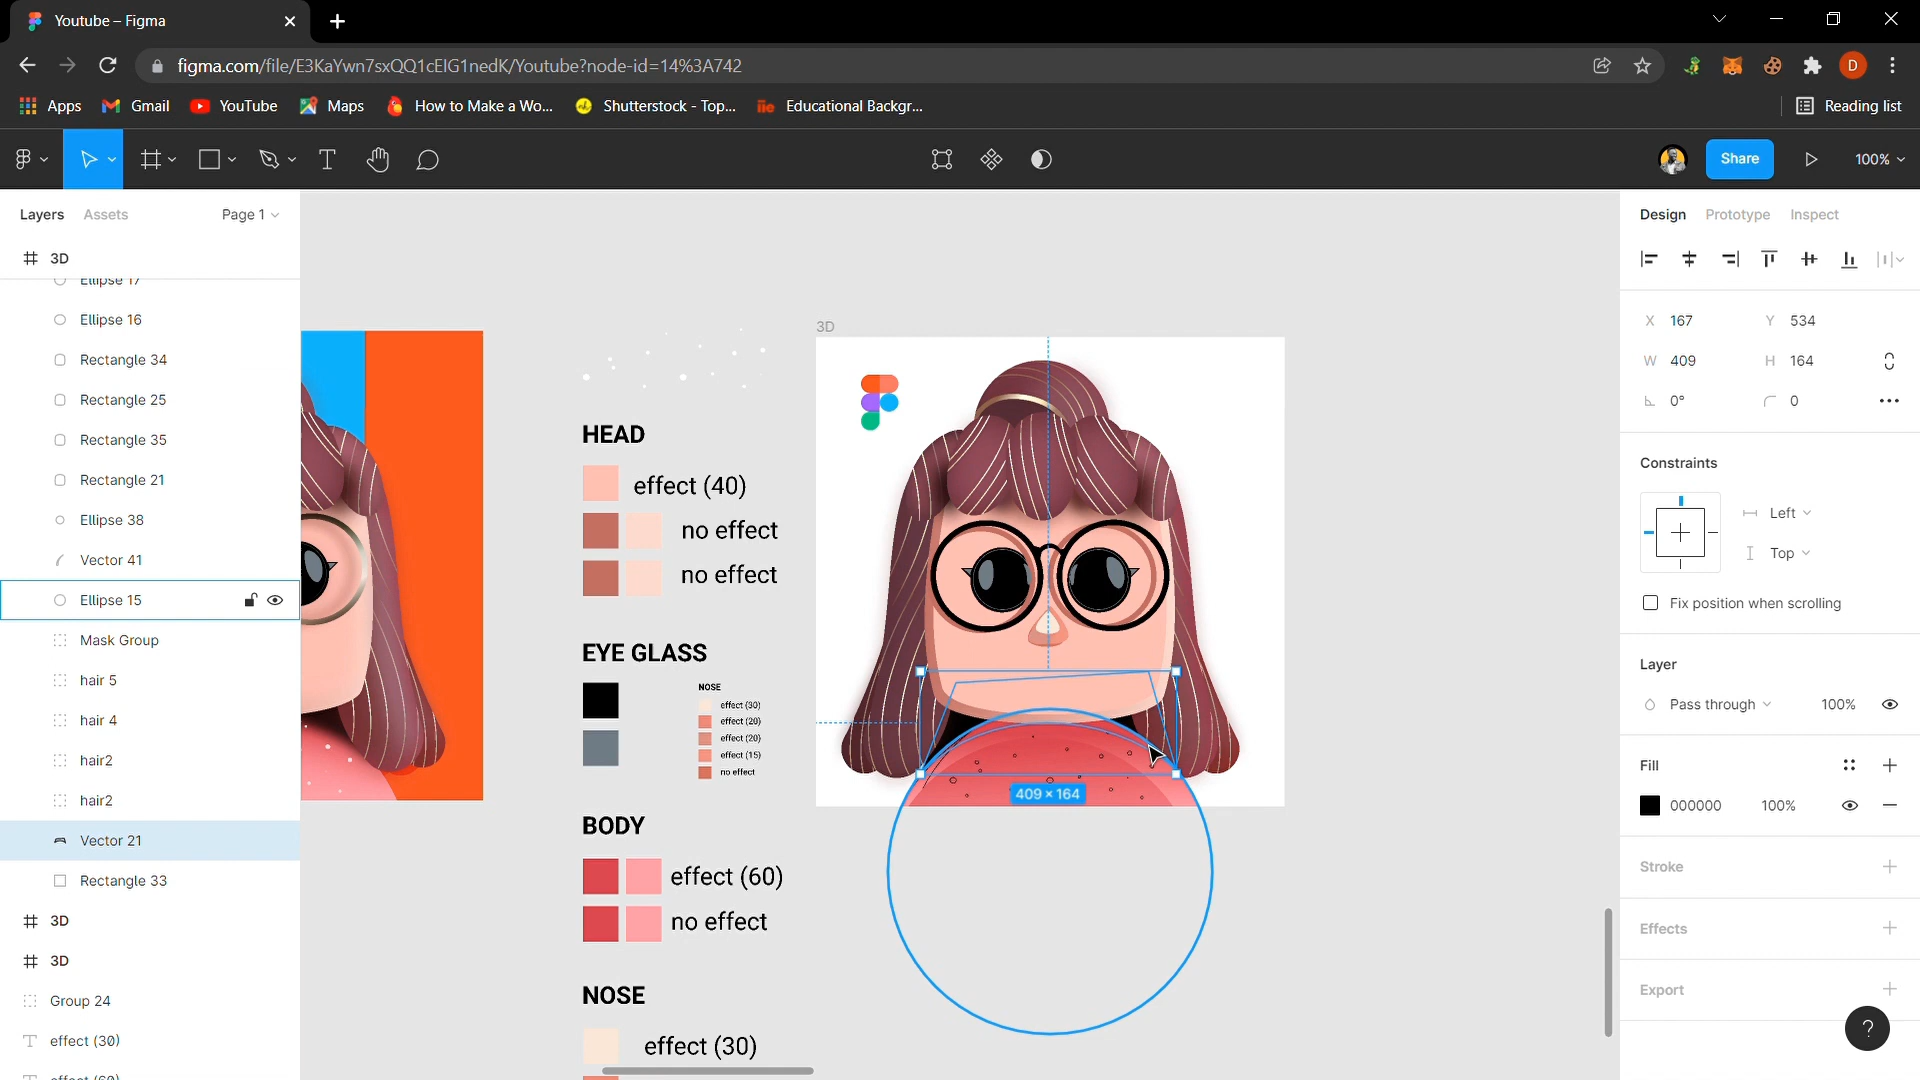 Youtube – Figma
figma.com/file/E3KaYwn7sxQQ1cEIG1nedK/Youtube?node-id=14%3A742
D
Apps
Gmail
YouTube
Maps
How to Make a Wo...
Shutterstock - Top...
Educational Backgr...
Reading list
Share
100%
Layers
Assets
Page 1
3D
Ellipse 17
Ellipse 16
Rectangle 34
Rectangle 25
Rectangle 35
Rectangle 21
Ellipse 38
Vector 41
Ellipse 15
Mask Group
hair 5
hair 4
hair2
hair2
Vector 21
Rectangle 33
3D
3D
Group 24
effect (30)
effect (60)
HEAD
effect (40)
no effect
no effect
EYE GLASS
NOSE
effect (30)
effect (20)
effect (20)
effect (15)
no effect
BODY
effect (60)
no effect
NOSE
effect (30)
3D
409 × 164
Design
Prototype
Inspect
X 167
Y 534
W 409
H 164
0°
0
Constraints
Left
Top
Fix position when scrolling
Layer
Pass through
100%
Fill
000000
100%
Stroke
Effects
Export
?